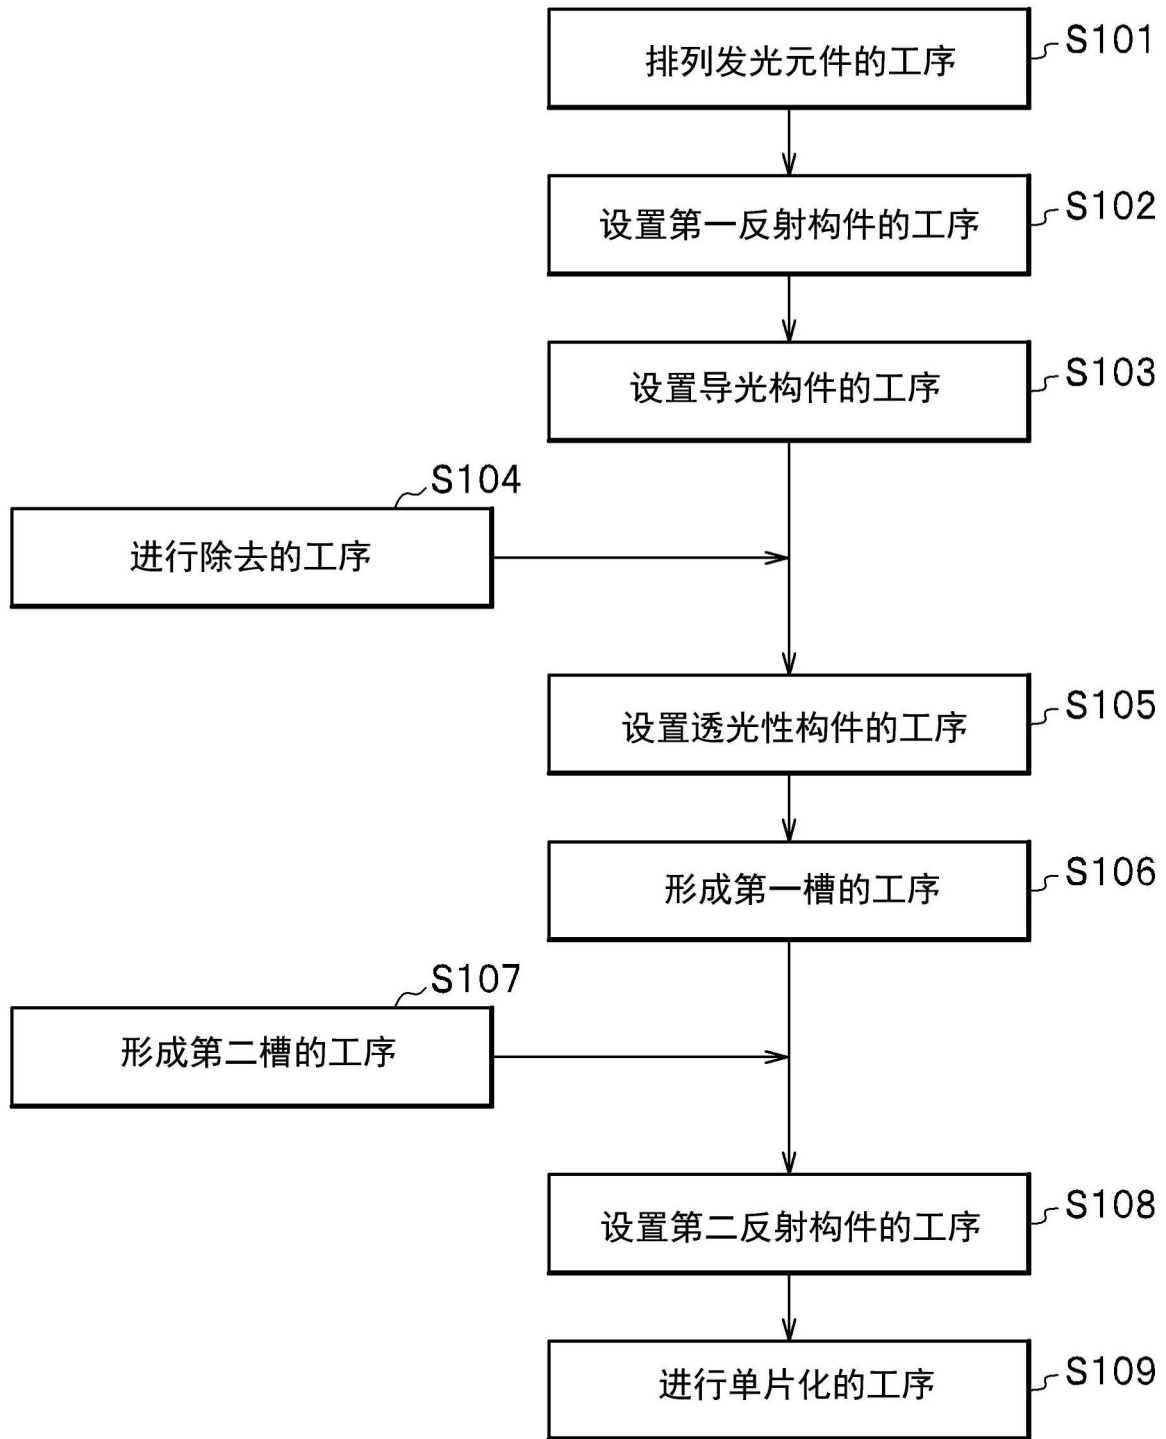 排列发光元件的工序
S101
设置第一反射构件的工序
S102
设置导光构件的工序
S103
S104
进行除去的工序
设置透光性构件的工序
S105
形成第一槽的工序
S106
S107
形成第二槽的工序
设置第二反射构件的工序
S108
进行单片化的工序
S109